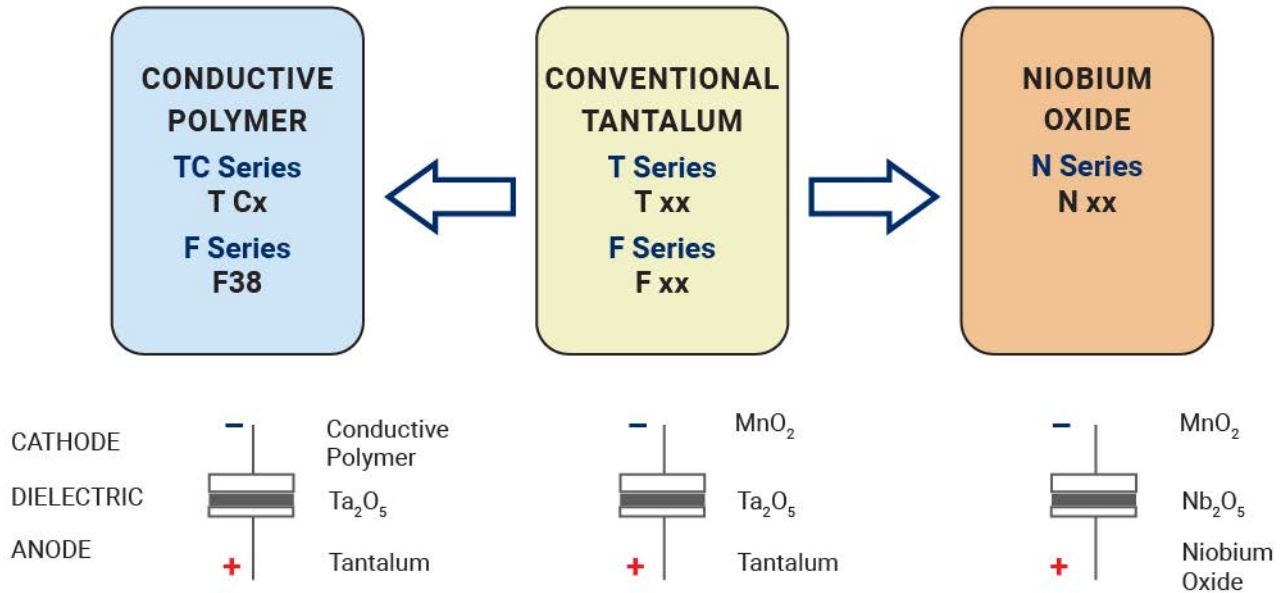 CONDUCTIVE
POLYMER
TC Series
T Cx
F Series
F38
CONVENTIONAL
TANTALUM
T Series
T xx
F Series
F xx
NIOBIUM
OXIDE
N Series
N xx
CATHODE
DIELECTRIC
ANODE
−
Conductive
Polymer
Ta₂O₅
+
Tantalum
−
MnO₂
Ta₂O₅
+
Tantalum
−
MnO₂
Nb₂O₅
+
Niobium
Oxide